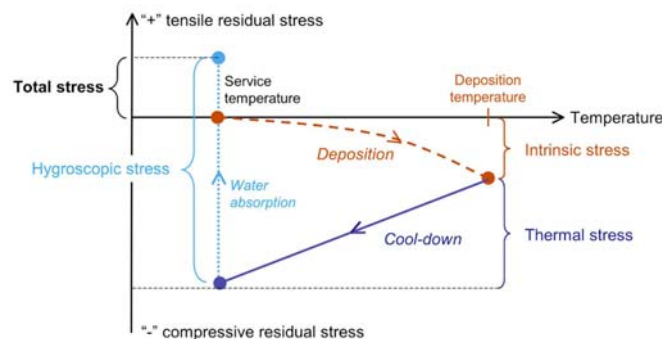 “+” tensile residual stress
Total stress
Service
temperature
Deposition
temperature
Temperature
Deposition
Intrinsic stress
Hygroscopic stress
Water
absorption
Cool-down
Thermal stress
“-” compressive residual stress